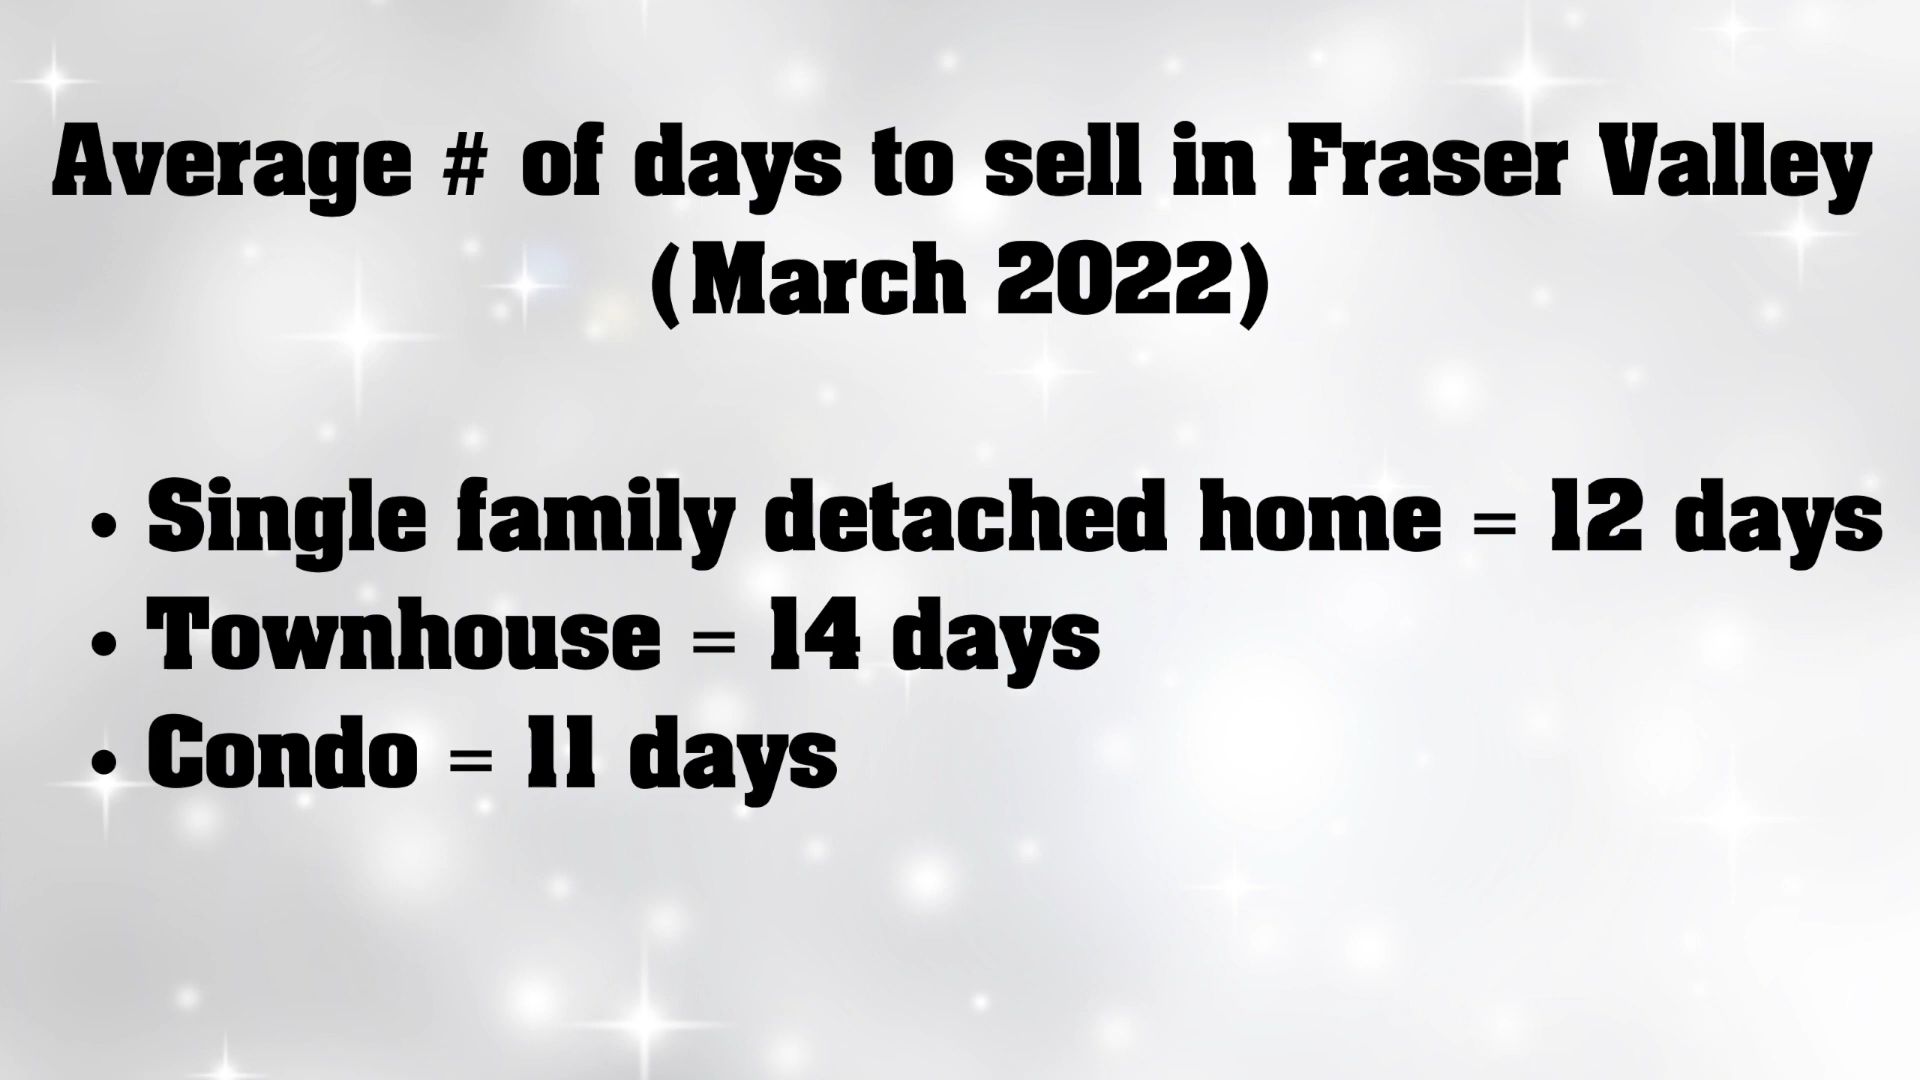 Average # of days to sell in Fraser Valley
(March 2022)
• Single family detached home = 12 days
• Townhouse = 14 days
• Condo = 11 days